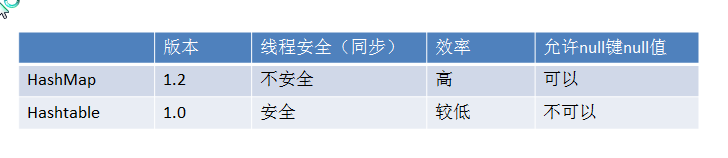 版本 线程安全（同步） 效率 允许null键null值
HashMap 1.2 不安全 高 可以
Hashtable 1.0 安全 较低 不可以